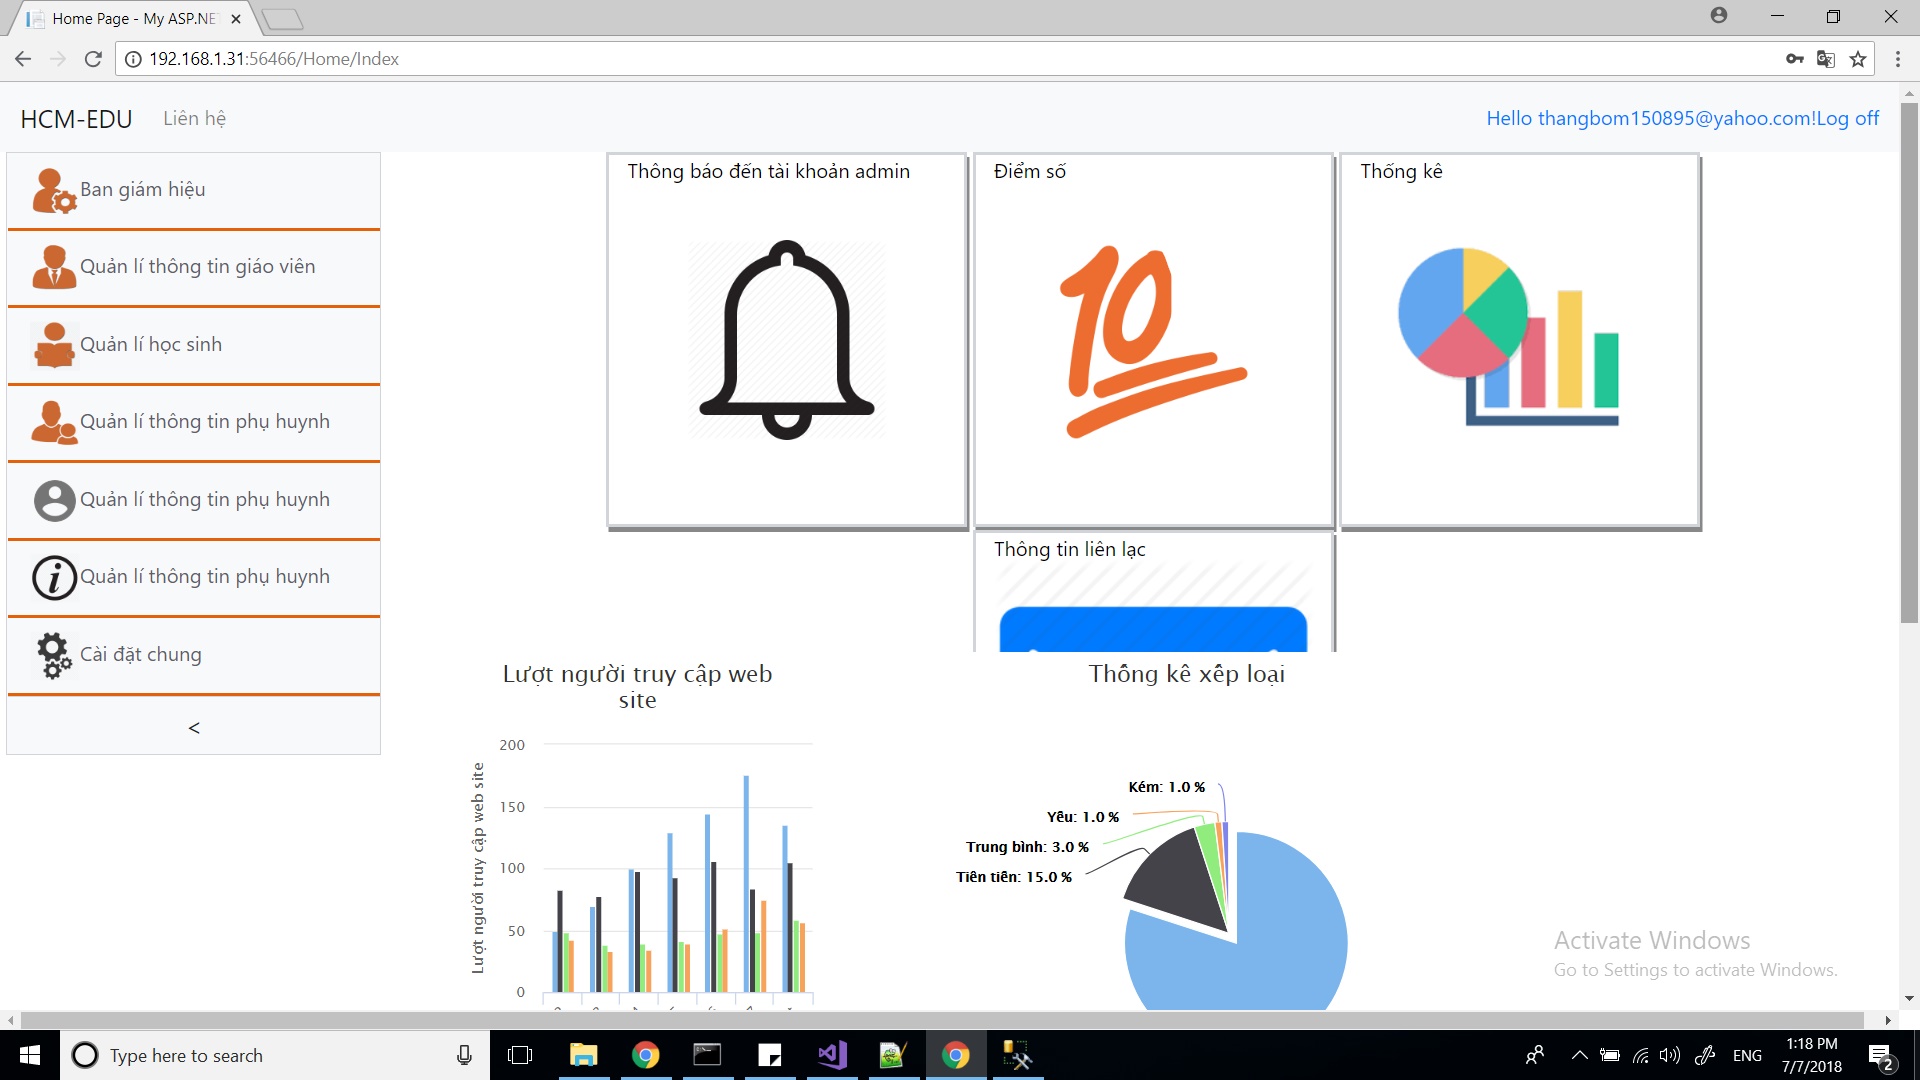 Home Page - My ASP.NE
192.168.1.31:56466/Home/Index
HCM-EDU
Liên hệ
Hello thangbom150895@yahoo.com!Log off
Ban giám hiệu
Quản lí thông tin giáo viên
Quản lí học sinh
Quản lí thông tin phụ huynh
Quản lí thông tin phụ huynh
Quản lí thông tin phụ huynh
Cài đặt chung
<
Thông báo đến tài khoản admin
Điểm số
10
Thống kê
Thông tin liên lạc
Lượt người truy cập web
site
Lượt người truy cập web site
200
150
100
50
0
Thống kê xếp loại
Kém: 1.0 %
Yếu: 1.0 %
Trung bình: 3.0 %
Tiên tiến: 15.0 %
Activate Windows
Go to Settings to activate Windows.
Type here to search
ENG
1:18 PM
7/7/2018
2